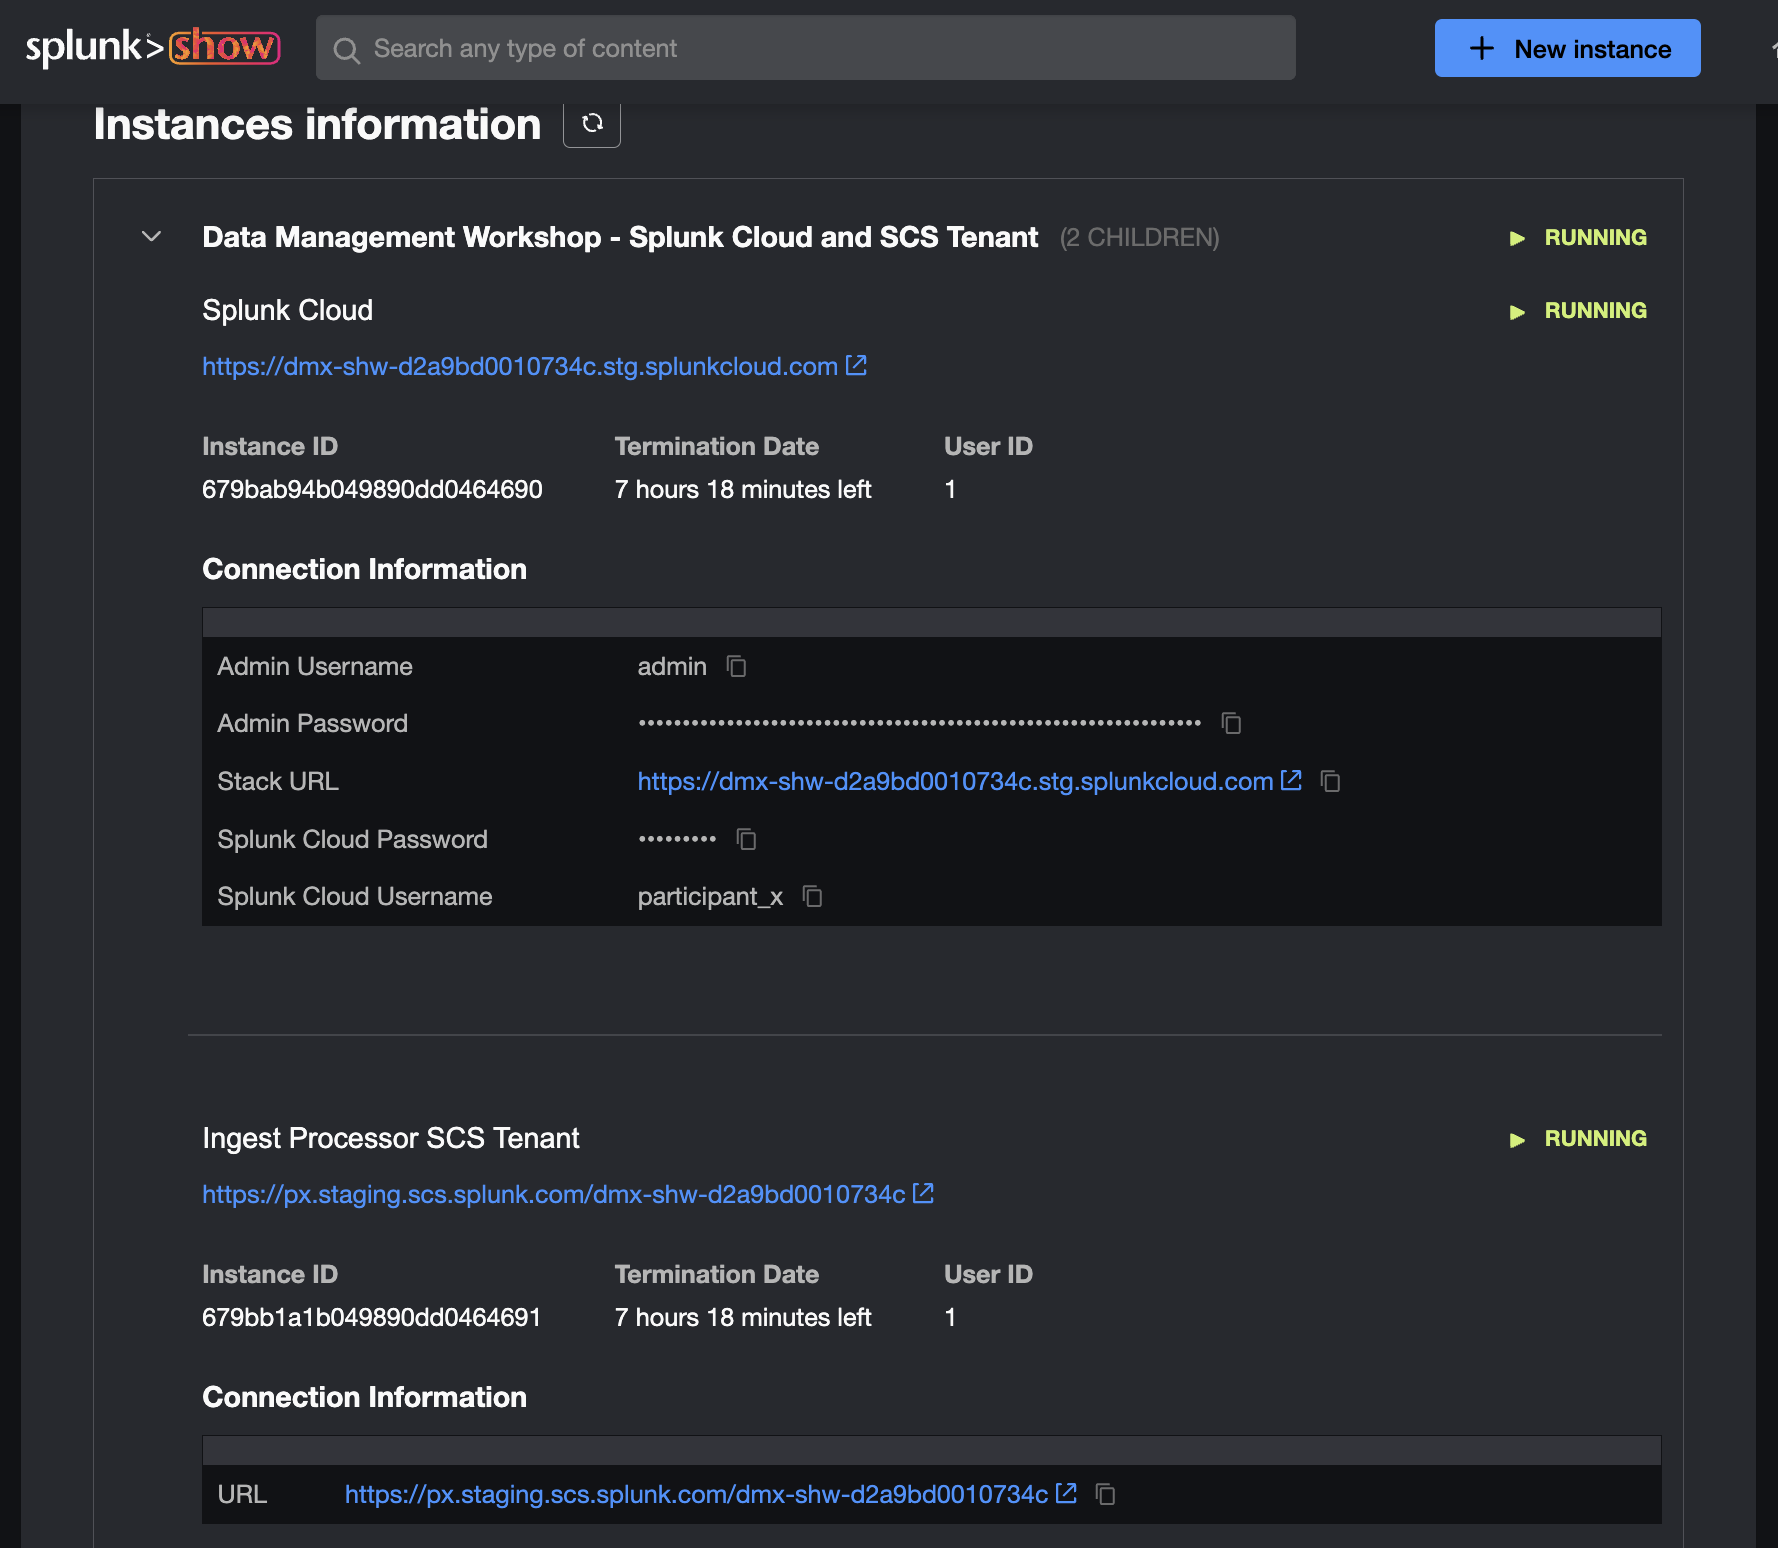 splunk>show
Search any type of content
+ New instance
Instances information
Data Management Workshop - Splunk Cloud and SCS Tenant (2 CHILDREN) RUNNING
Splunk Cloud RUNNING
https://dmx-shw-d2a9bd0010734c.stg.splunkcloud.com
Instance ID Termination Date User ID
679bab94b049890dd0464690 7 hours 18 minutes left 1
Connection Information
Admin Username admin
Admin Password ••••••••••••••••••••••••••••••••••••••••••••••••••••••••••••••••
Stack URL https://dmx-shw-d2a9bd0010734c.stg.splunkcloud.com
Splunk Cloud Password •••••••••
Splunk Cloud Username participant_x
Ingest Processor SCS Tenant RUNNING
https://px.staging.scs.splunk.com/dmx-shw-d2a9bd0010734c
Instance ID Termination Date User ID
679bb1a1b049890dd0464691 7 hours 18 minutes left 1
Connection Information
URL https://px.staging.scs.splunk.com/dmx-shw-d2a9bd0010734c